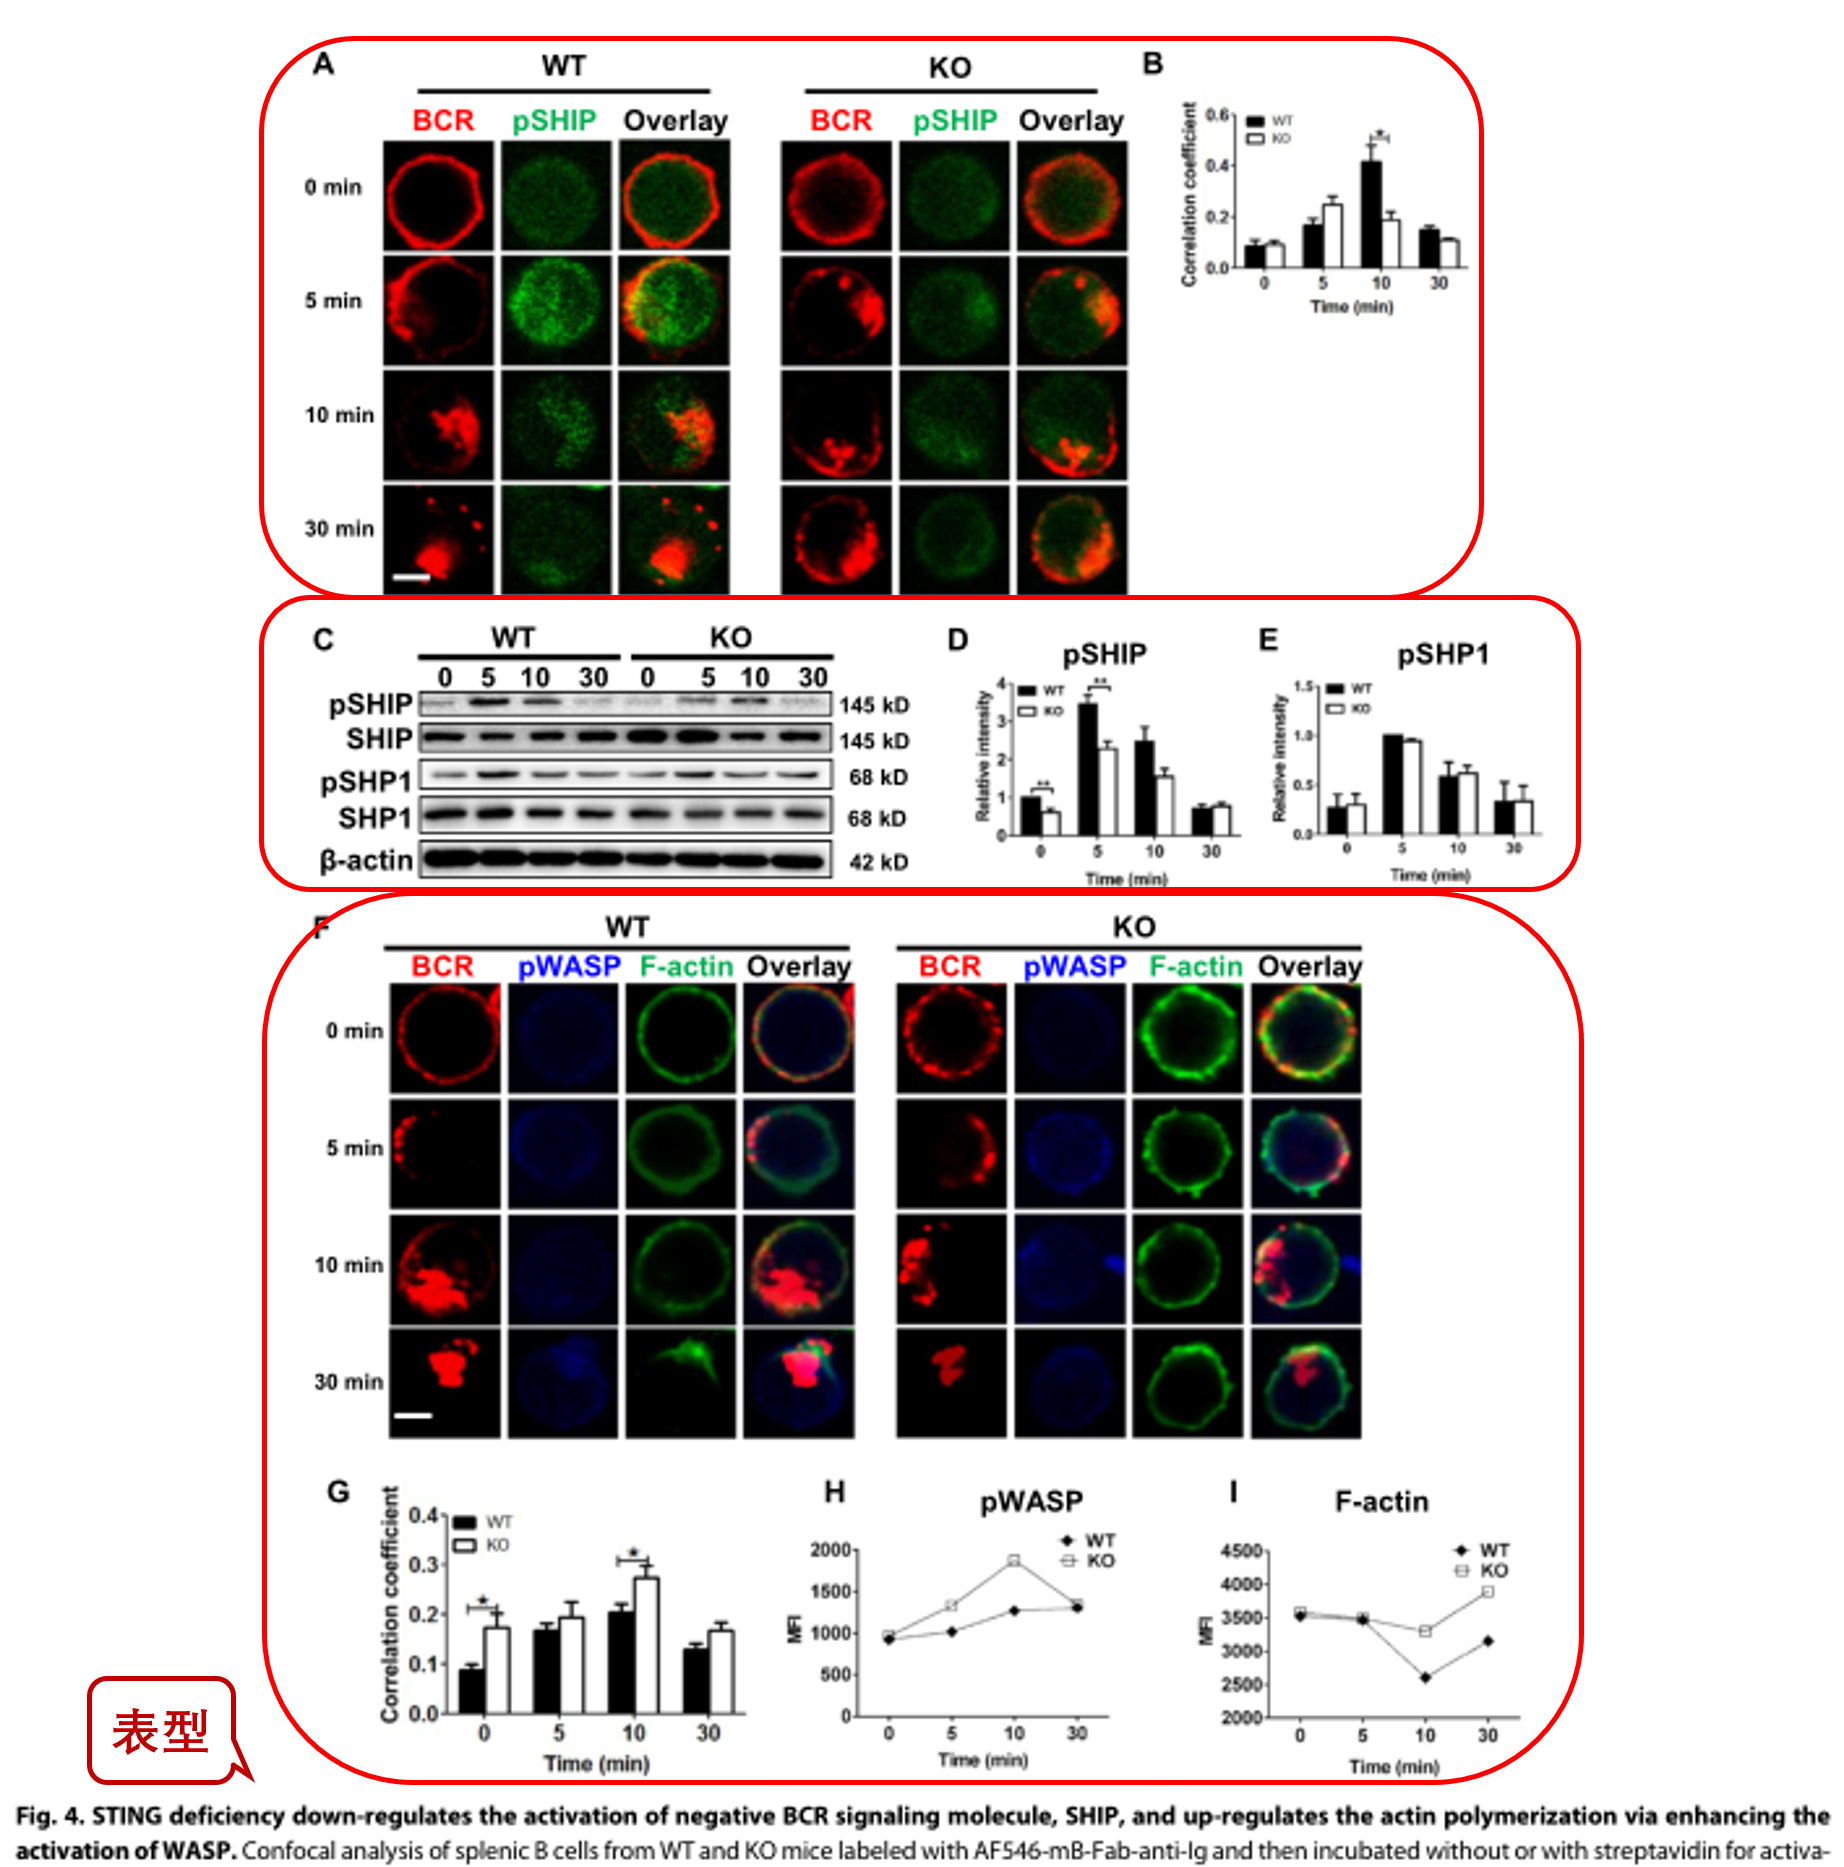 A
WT
KO
B
BCR pSHIP Overlay
BCR pSHIP Overlay
0 min
5 min
10 min
30 min
Correlation coefficient
0.6
0.4
0.2
0.0
WT
KO
*
0 5 10 30
Time (min)
C
WT
KO
0 5 10 30 0 5 10 30
pSHIP 145 kD
SHIP 145 kD
pSHP1 68 kD
SHP1 68 kD
β-actin 42 kD
D
pSHIP
Relative intensity
4
3
2
1
0
WT
KO
**
**
0 5 10 30
Time (min)
E
pSHP1
Relative intensity
1.5
1.0
0.5
0.0
WT
KO
0 5 10 30
Time (min)
F
WT
KO
BCR pWASP F-actin Overlay
BCR pWASP F-actin Overlay
0 min
5 min
10 min
30 min
G
Correlation coefficient
0.4
0.3
0.2
0.1
0.0
WT
KO
*
*
0 5 10 30
Time (min)
H
pWASP
MFI
2000
1500
1000
500
0
WT
KO
0 5 10 30
Time (min)
I
F-actin
MFI
4500
4000
3500
3000
2500
2000
WT
KO
0 5 10 30
Time (min)
表型
Fig. 4. STING deficiency down-regulates the activation of negative BCR signaling molecule, SHIP, and up-regulates the actin polymerization via enhancing the
activation of WASP. Confocal analysis of splenic B cells from WT and KO mice labeled with AF546-mB-Fab-anti-Ig and then incubated without or with streptavidin for activa-